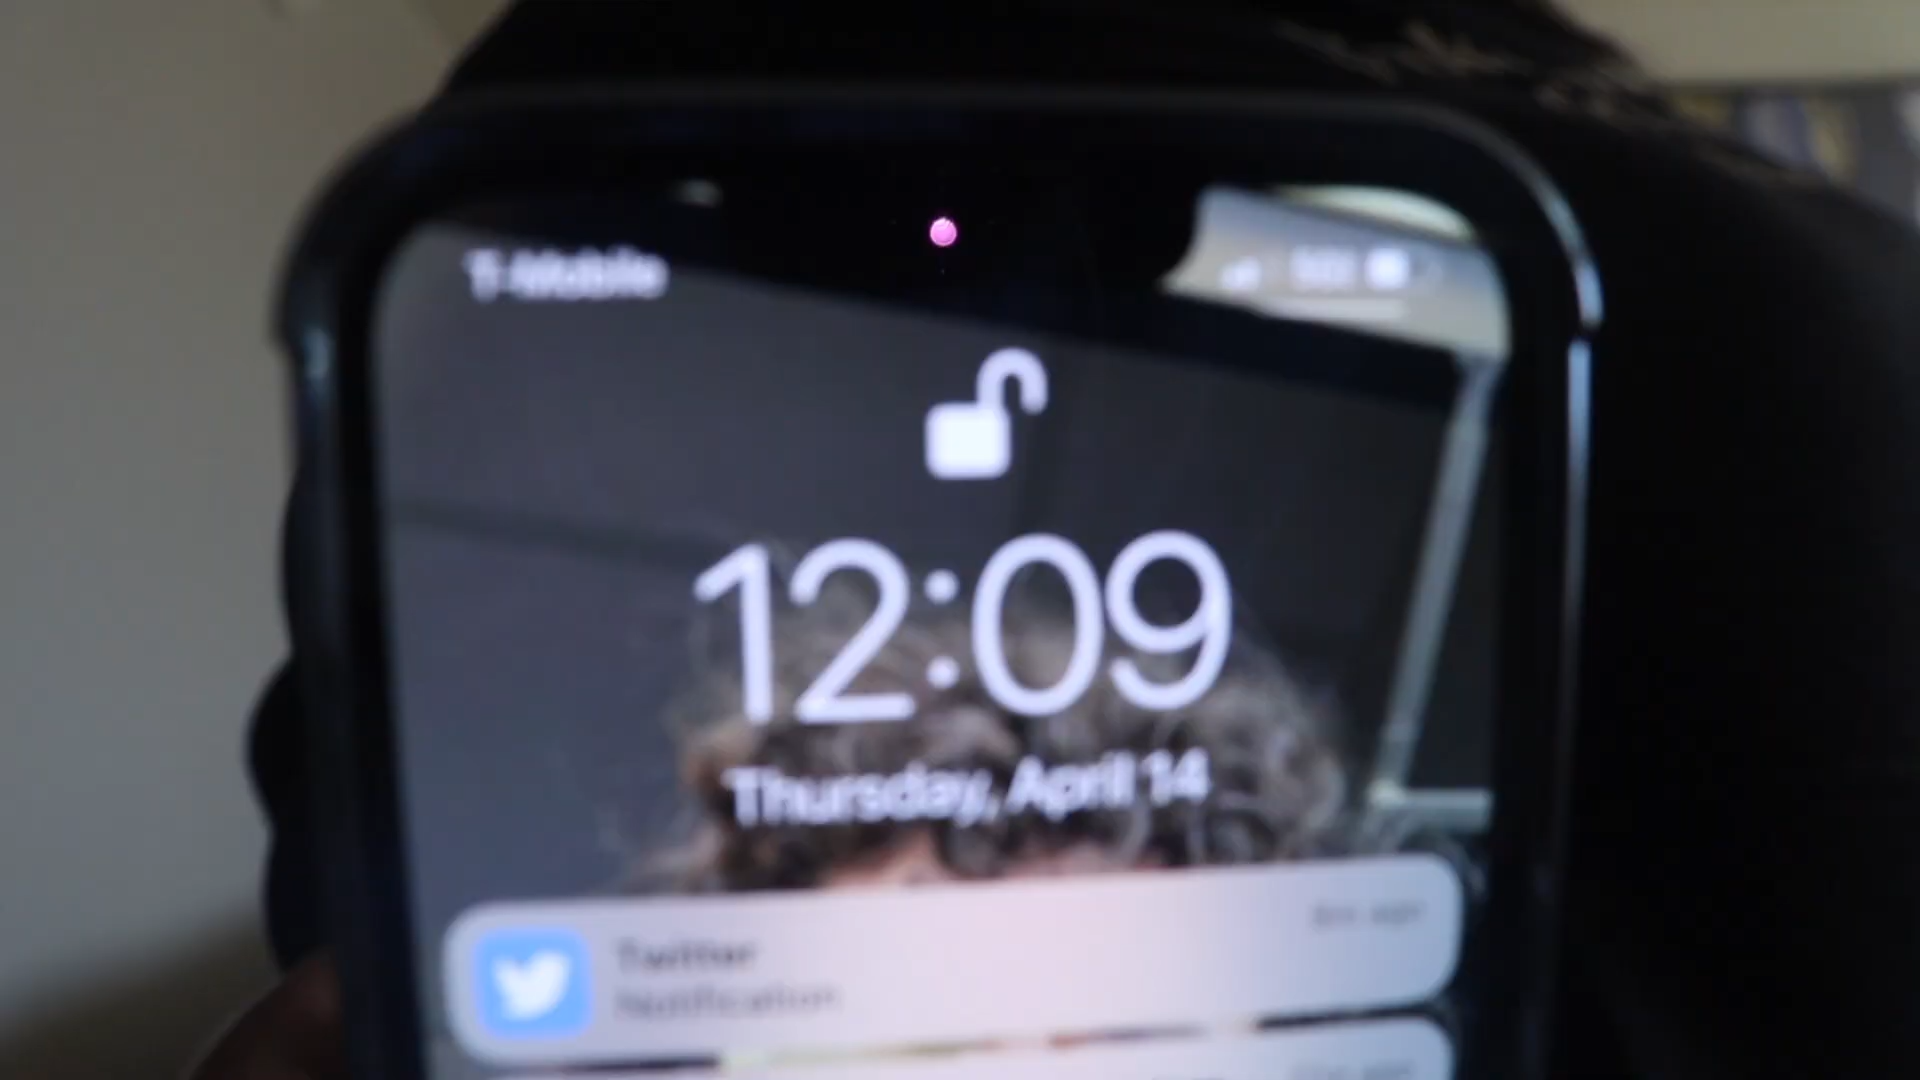 T-Mobile
12:09
Thursday, April 14
Twitter
Notification